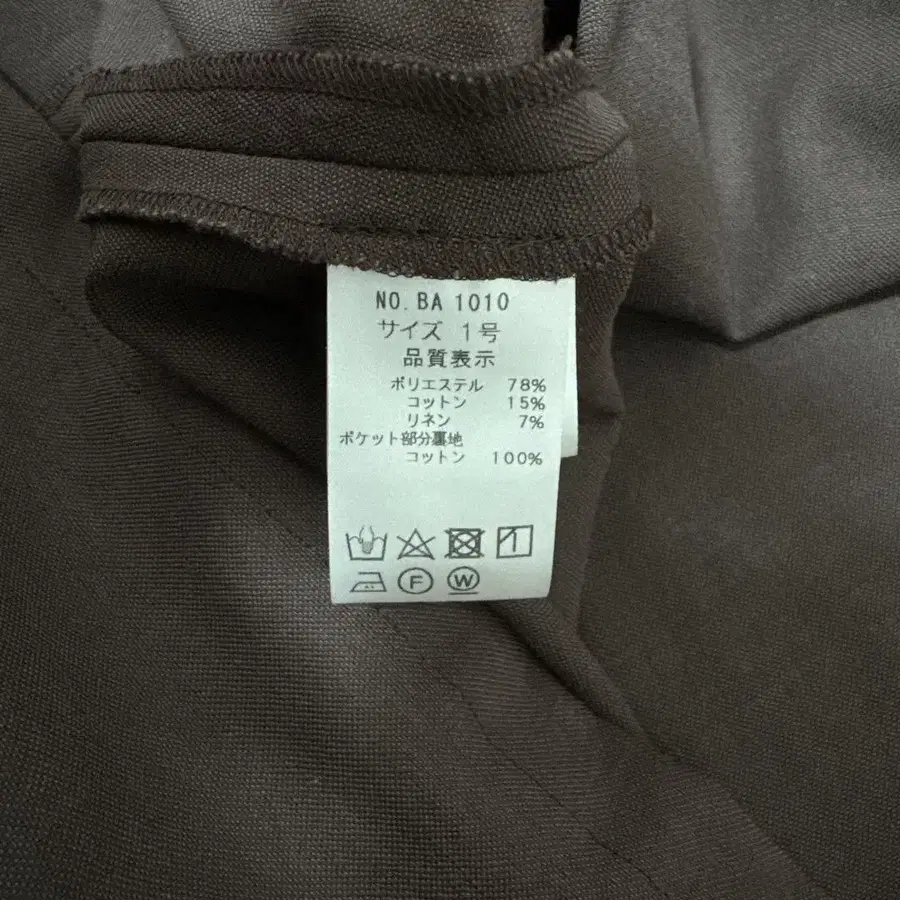 NO. BA 1010
サイズ 1号
品質表示
ポリエステル 78%
コットン 15%
リネン 7%
ポケット部分裏地
コットン 100%
F W